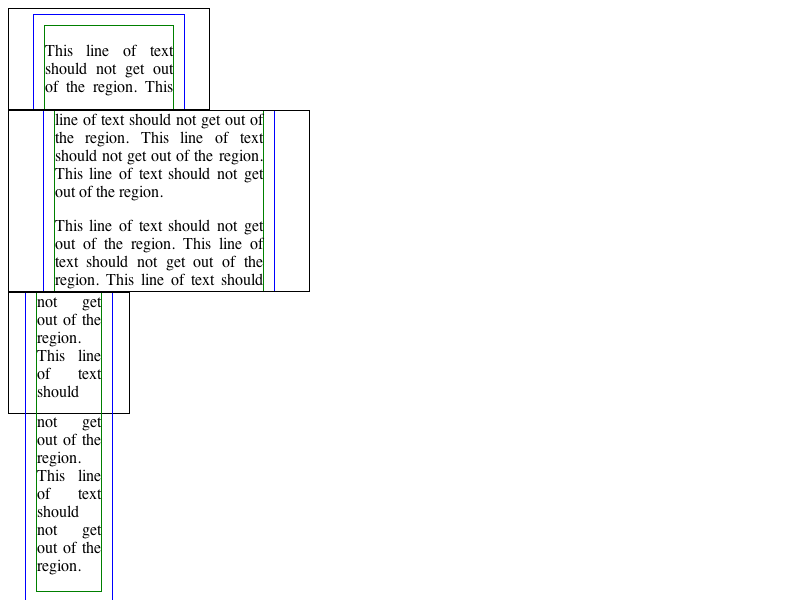 This line of text
should not get out
of the region. This
line of text should not get out of
the region. This line of text
should not get out of the region.
This line of text should not get
out of the region.
This line of text should not get
out of the region. This line of
text should not get out of the
region. This line of text should
not get
out of the
region.
This line
of text
should
not get
out of the
region.
This line
of text
should
not get
out of the
region.